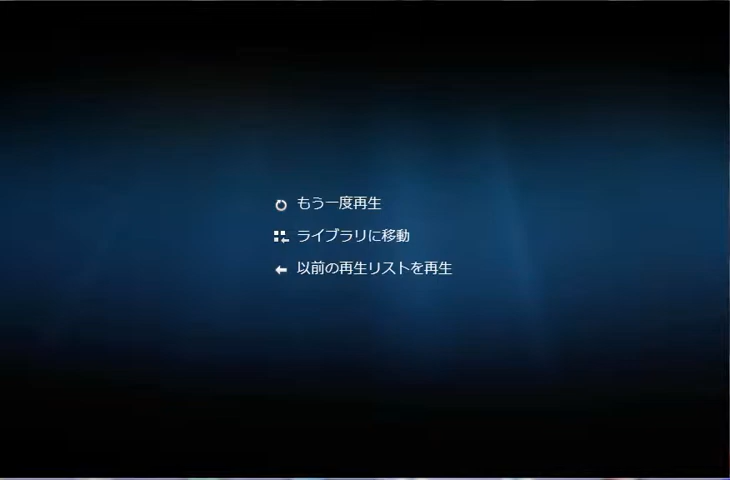 もう一度再生
ライブラリに移動
以前の再生リストを再生